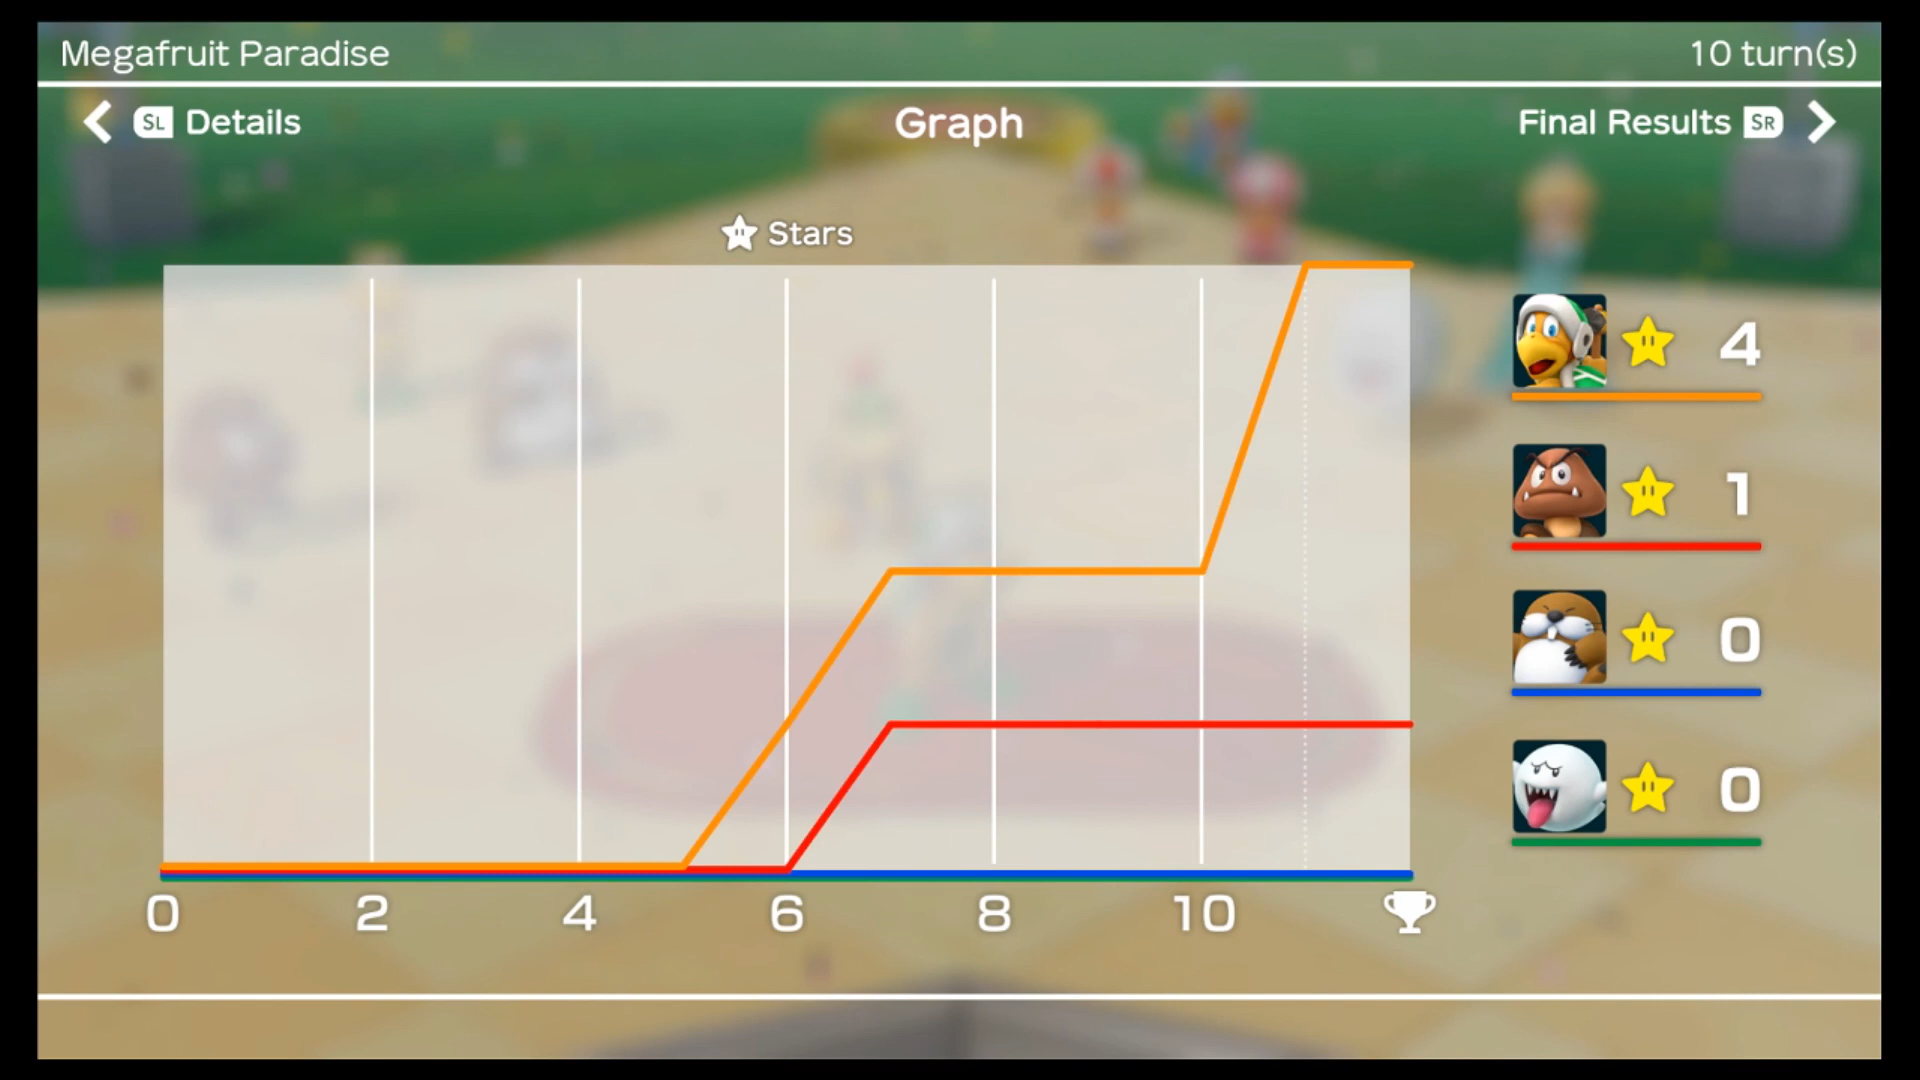 Megafruit Paradise
10 turn(s)
SL Details
Graph
Final Results SR
Stars
4
1
0
0
0 2 4 6 8 10